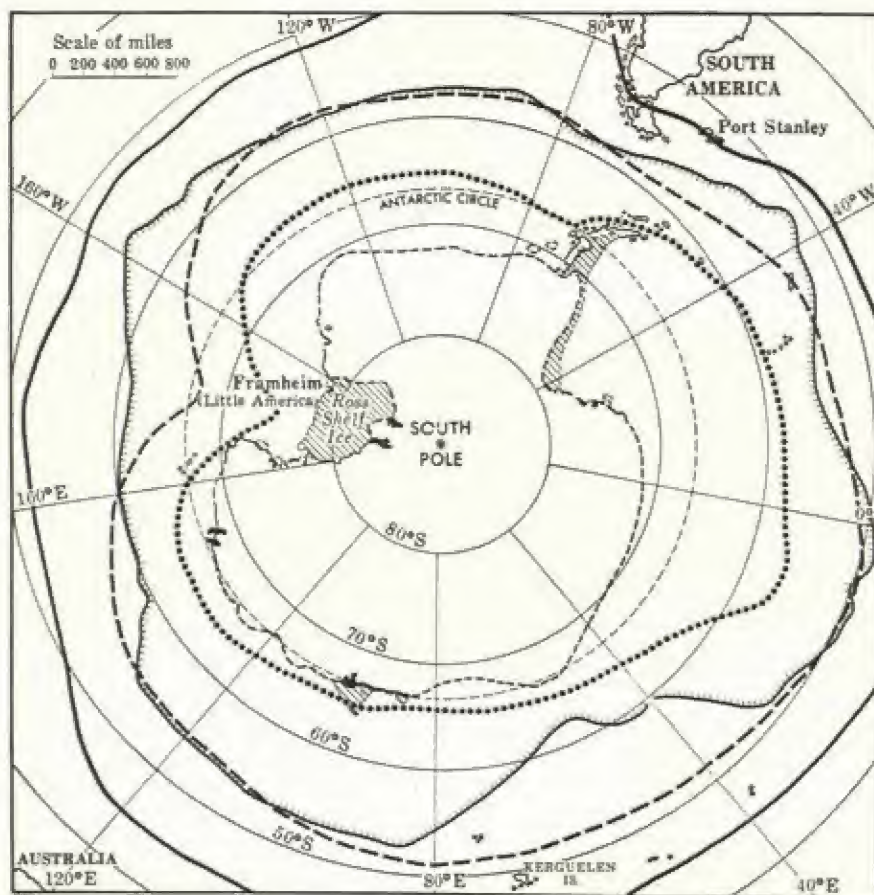 120°W
80°W
Scale of miles
0 200 400 600 800
SOUTH
AMERICA
Port Stanley
160°W
40°W
ANTARCTIC CIRCLE
Framheim
Little America
Ross
Shelf
Ice
SOUTH
POLE
160°E
0°
80°S
70°S
60°S
50°S
AUSTRALIA
120°E
80°E
KERGUELEN
IS.
40°E